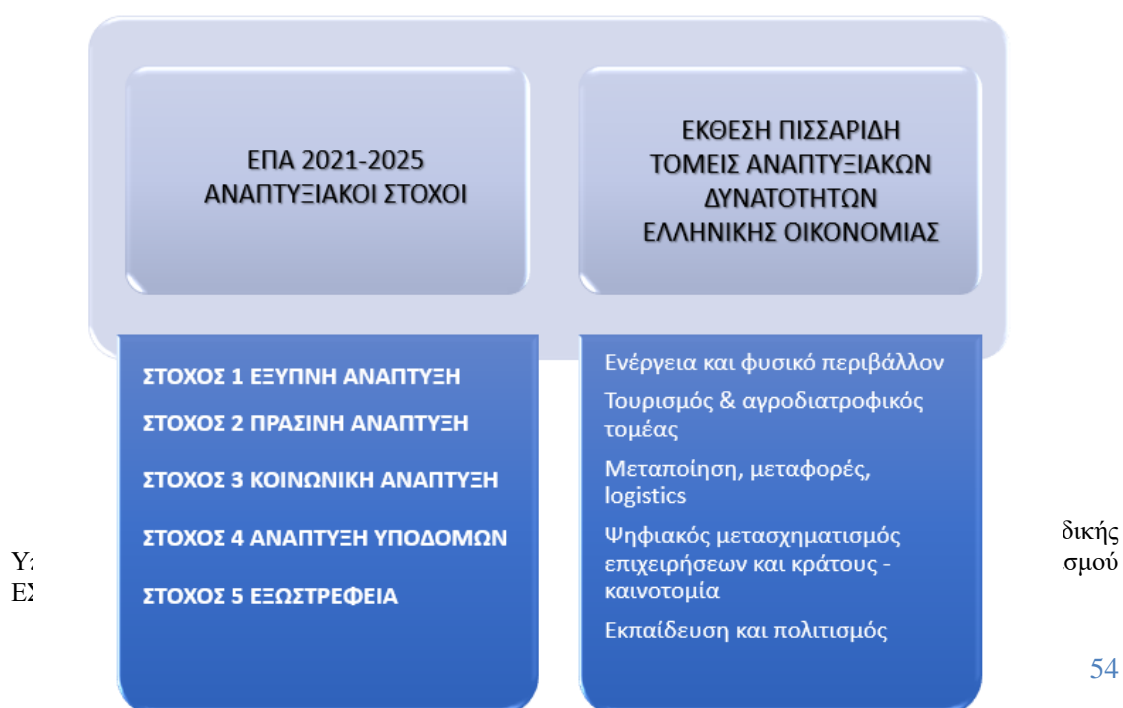 ΕΠΑ 2021-2025
ΑΝΑΠΤΥΞΙΑΚΟΙ ΣΤΟΧΟΙ
ΕΚΘΕΣΗ ΠΙΣΣΑΡΙΔΗ
ΤΟΜΕΙΣ ΑΝΑΠΤΥΞΙΑΚΩΝ
ΔΥΝΑΤΟΤΗΤΩΝ
ΕΛΛΗΝΙΚΗΣ ΟΙΚΟΝΟΜΙΑΣ
ΣΤΟΧΟΣ 1 ΕΞΥΠΝΗ ΑΝΑΠΤΥΞΗ
ΣΤΟΧΟΣ 2 ΠΡΑΣΙΝΗ ΑΝΑΠΤΥΞΗ
ΣΤΟΧΟΣ 3 ΚΟΙΝΩΝΙΚΗ ΑΝΑΠΤΥΞΗ
ΣΤΟΧΟΣ 4 ΑΝΑΠΤΥΞΗ ΥΠΟΔΟΜΩΝ
ΣΤΟΧΟΣ 5 ΕΞΩΣΤΡΕΦΕΙΑ
Ενέργεια και φυσικό περιβάλλον
Τουρισμός & αγροδιατροφικός
τομέας
Μεταποίηση, μεταφορές,
logistics
Ψηφιακός μετασχηματισμός
επιχειρήσεων και κράτους -
καινοτομία
Εκπαίδευση και πολιτισμός
54